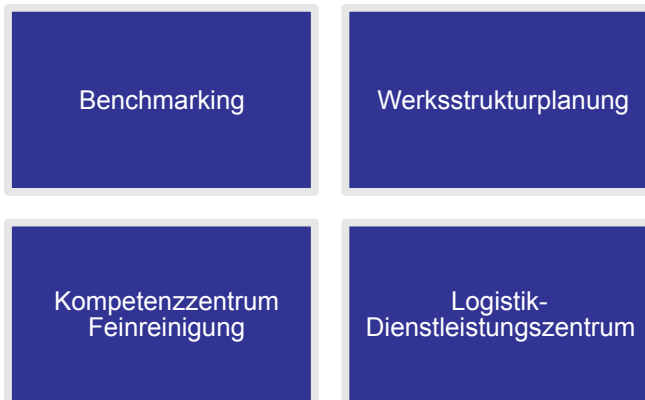 Benchmarking
Werksstrukturplanung
Kompetenzzentrum
Feinreinigung
Logistik-
Dienstleistungszentrum